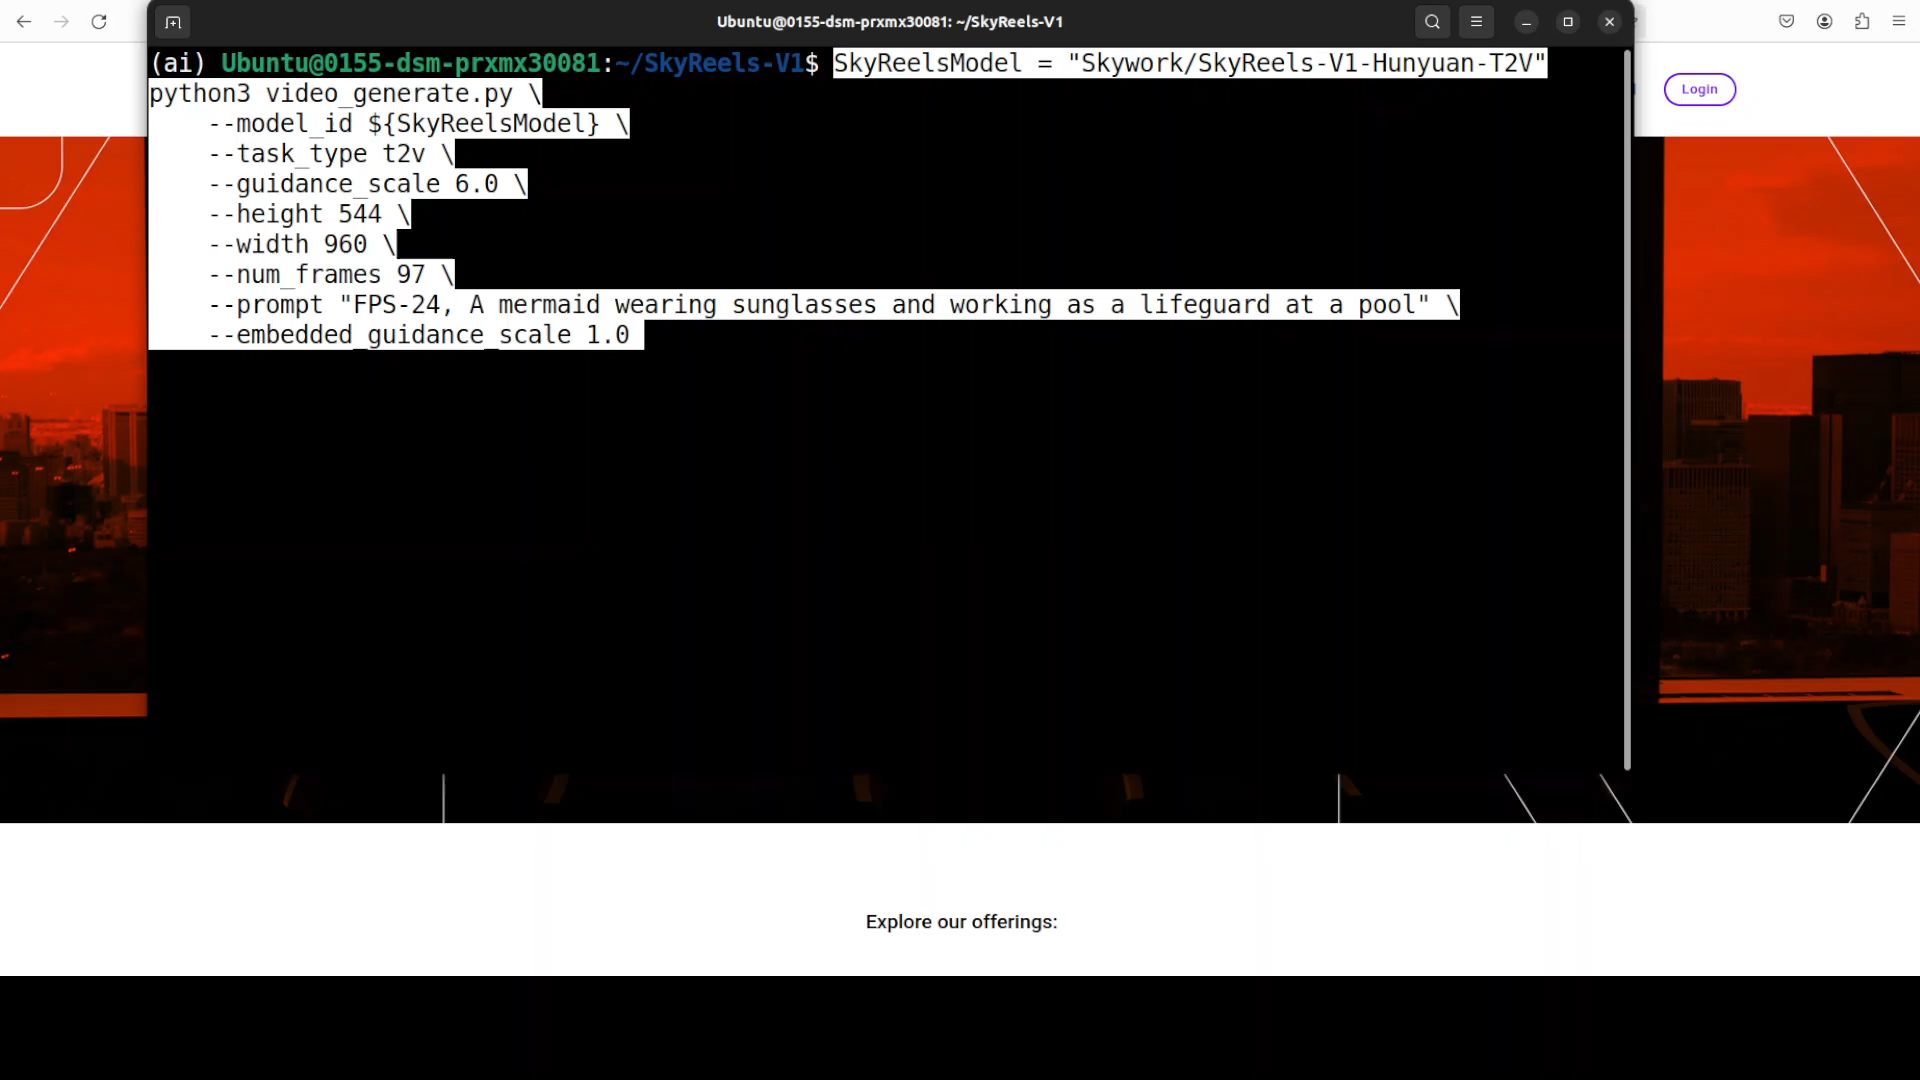 Ubuntu@0155-dsm-prxmx30081: ~/SkyReels-V1
(ai) Ubuntu@0155-dsm-prxmx30081:~/SkyReels-V1$ SkyReelsModel = "Skywork/SkyReels-V1-Hunyuan-T2V"
python3 video_generate.py \
--model_id ${SkyReelsModel} \
--task_type t2v \
--guidance_scale 6.0 \
--height 544 \
--width 960 \
--num_frames 97 \
--prompt "FPS-24, A mermaid wearing sunglasses and working as a lifeguard at a pool" \
--embedded_guidance_scale 1.0
Login
Explore our offerings: